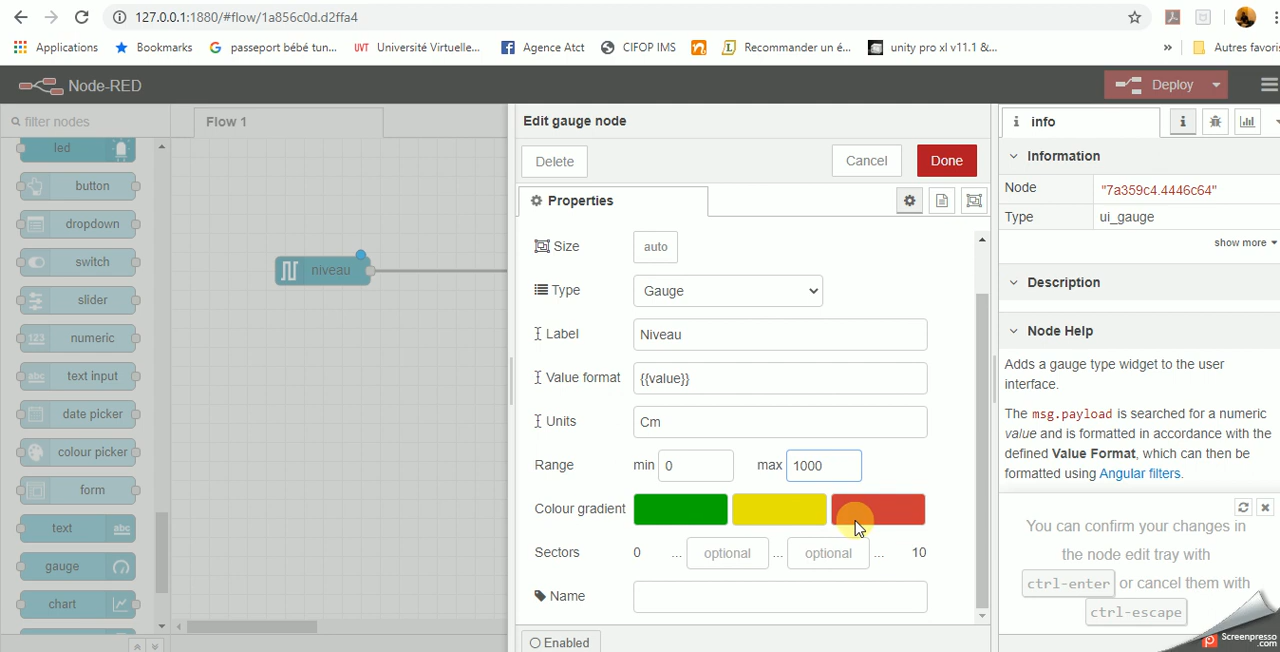 127.0.0.1:1880/#flow/1a856c0d.d2ffa4
Applications Bookmarks passeport bébé tun... UVT Université Virtuelle... Agence Atct CIFOP IMS Recommander un é... unity pro xl v11.1 &... » Autres favoris
Node-RED Deploy
filter nodes Flow 1 Edit gauge node i info
Delete Cancel Done
Information
Node "7a359c4.4446c64"
Type ui_gauge
show more
Properties
led
button
dropdown
switch
slider
numeric
text input
date picker
colour picker
form
text
gauge
chart
niveau
Size auto
Type Gauge
Label Niveau
Value format {{value}}
Units Cm
Range min 0 max 1000
Colour gradient
Sectors 0 ... optional ... optional ... 10
Name
Enabled
Description
Node Help
Adds a gauge type widget to the user
interface.
The msg.payload is searched for a numeric
value and is formatted in accordance with the
defined Value Format, which can then be
formatted using Angular filters.
You can confirm your changes in
the node edit tray with
ctrl-enter or cancel them with
ctrl-escape
Screenpresso
.com